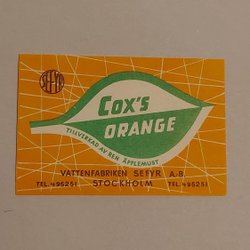 SEFYR
COX'S
ORANGE
TILLVERKAD AV REN ÄPPLEMUST
VATTENFABRIKEN SEFYR A.-B.
TEL. 495251 STOCKHOLM TEL. 495251